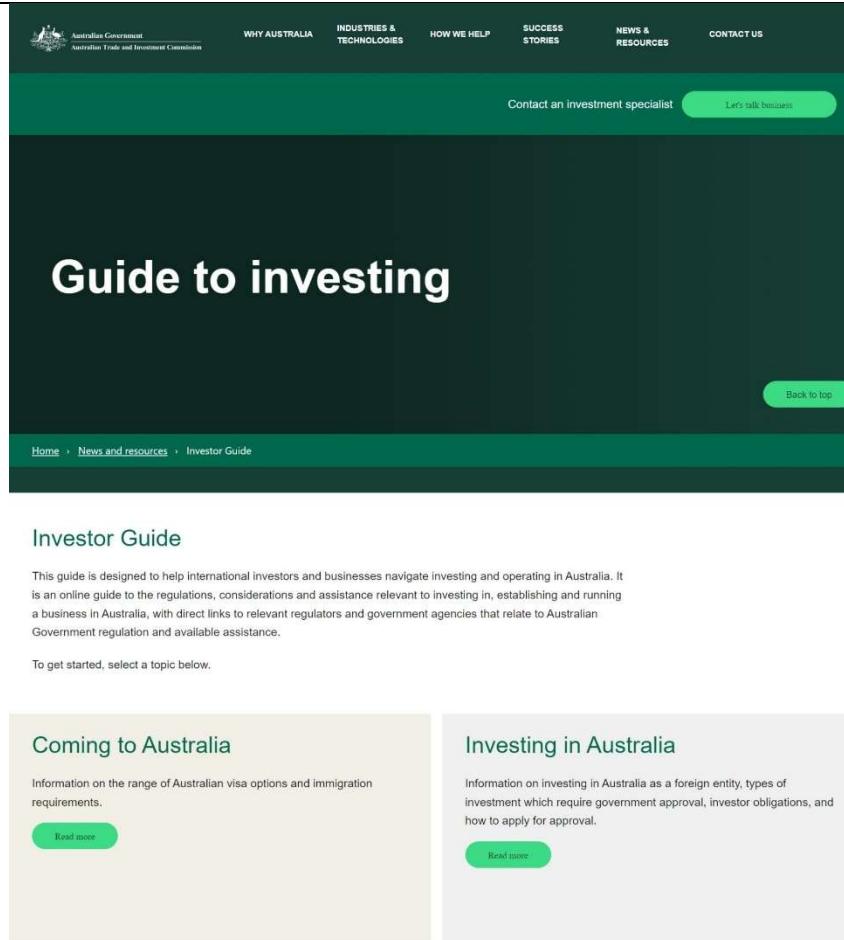 Australian Government
Australian Trade and Investment Commission
WHY AUSTRALIA
INDUSTRIES &
TECHNOLOGIES
HOW WE HELP
SUCCESS
STORIES
NEWS &
RESOURCES
CONTACT US
Contact an investment specialist
Let's talk business
Guide to investing
Back to top
Home › News and resources › Investor Guide
Investor Guide
This guide is designed to help international investors and businesses navigate investing and operating in Australia. It
is an online guide to the regulations, considerations and assistance relevant to investing in, establishing and running
a business in Australia, with direct links to relevant regulators and government agencies that relate to Australian
Government regulation and available assistance.
To get started, select a topic below.
Coming to Australia
Information on the range of Australian visa options and immigration
requirements.
Read more
Investing in Australia
Information on investing in Australia as a foreign entity, types of
investment which require government approval, investor obligations, and
how to apply for approval.
Read more